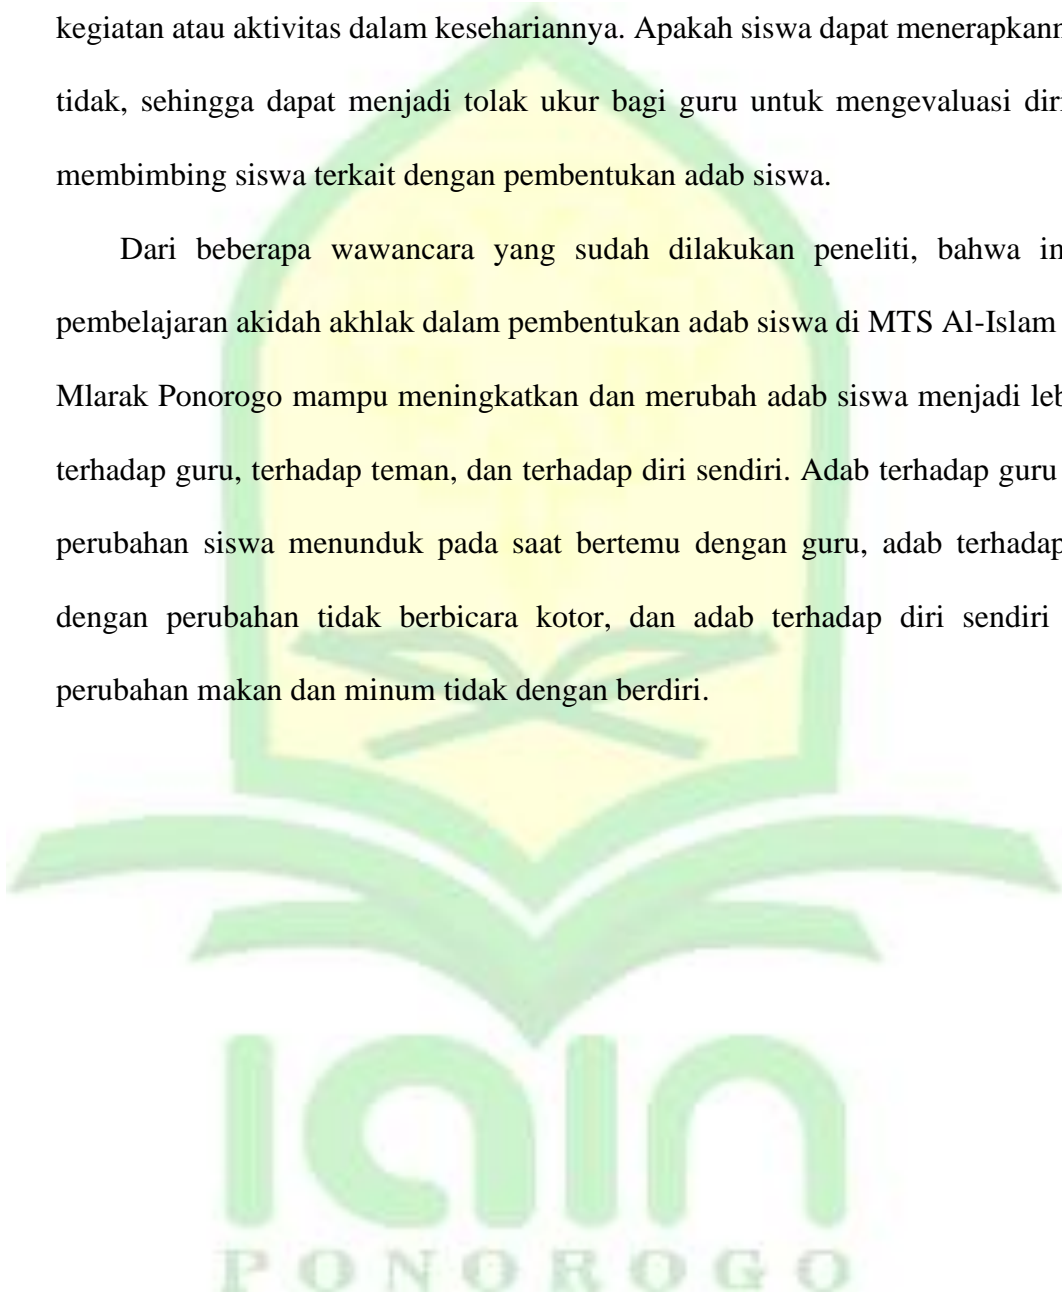 kegiatan atau aktivitas dalam kesehariannya. Apakah siswa dapat menerapkann
tidak, sehingga dapat menjadi tolak ukur bagi guru untuk mengevaluasi dir
membimbing siswa terkait dengan pembentukan adab siswa.
Dari beberapa wawancara yang sudah dilakukan peneliti, bahwa in
pembelajaran akidah akhlak dalam pembentukan adab siswa di MTS Al-Islam
Mlarak Ponorogo mampu meningkatkan dan merubah adab siswa menjadi leb
terhadap guru, terhadap teman, dan terhadap diri sendiri. Adab terhadap guru
perubahan siswa menunduk pada saat bertemu dengan guru, adab terhadap
dengan perubahan tidak berbicara kotor, dan adab terhadap diri sendiri
perubahan makan dan minum tidak dengan berdiri.
iain
PONOROGO